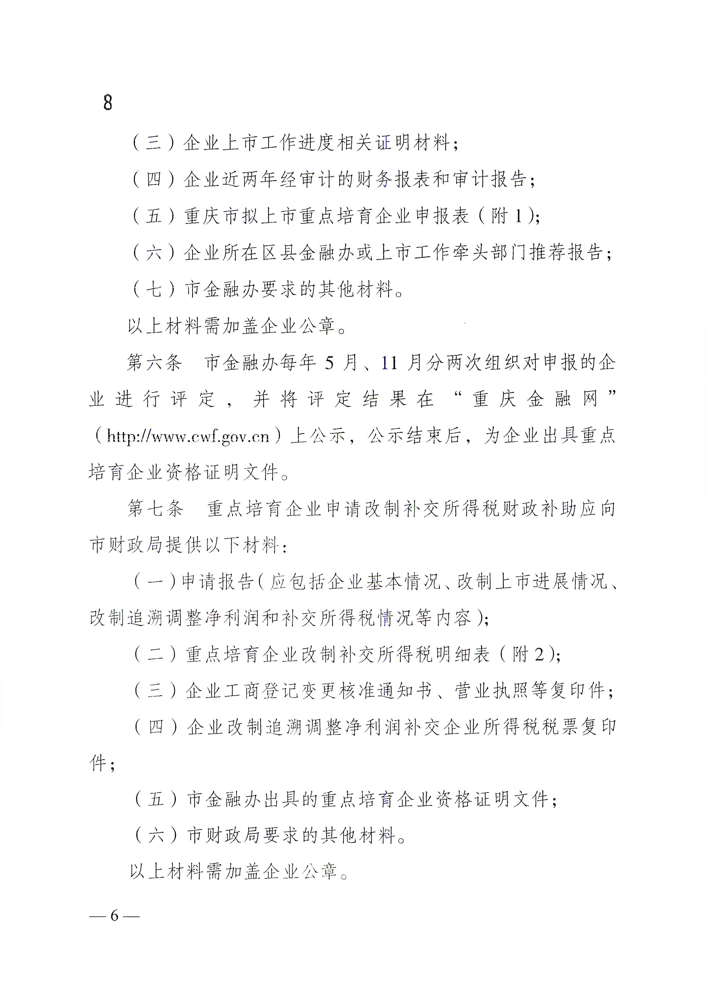 8
（三）企业上市工作进度相关证明材料；
（四）企业近两年经审计的财务报表和审计报告；
（五）重庆市拟上市重点培育企业申报表（附1）；
（六）企业所在区县金融办或上市工作牵头部门推荐报告；
（七）市金融办要求的其他材料。
以上材料需加盖企业公章。
第六条　市金融办每年 5 月、11 月分两次组织对申报的企
业进行评定，并将评定结果在“重庆金融网”
（http://www.cwf.gov.cn）上公示，公示结束后，为企业出具重点
培育企业资格证明文件。
第七条　重点培育企业申请改制补交所得税财政补助应向
市财政局提供以下材料：
（一）申请报告（应包括企业基本情况、改制上市进展情况、
改制追溯调整净利润和补交所得税情况等内容）；
（二）重点培育企业改制补交所得税明细表（附2）；
（三）企业工商登记变更核准通知书、营业执照等复印件；
（四）企业改制追溯调整净利润补交企业所得税税票复印
件；
（五）市金融办出具的重点培育企业资格证明文件；
（六）市财政局要求的其他材料。
以上材料需加盖企业公章。
— 6 —